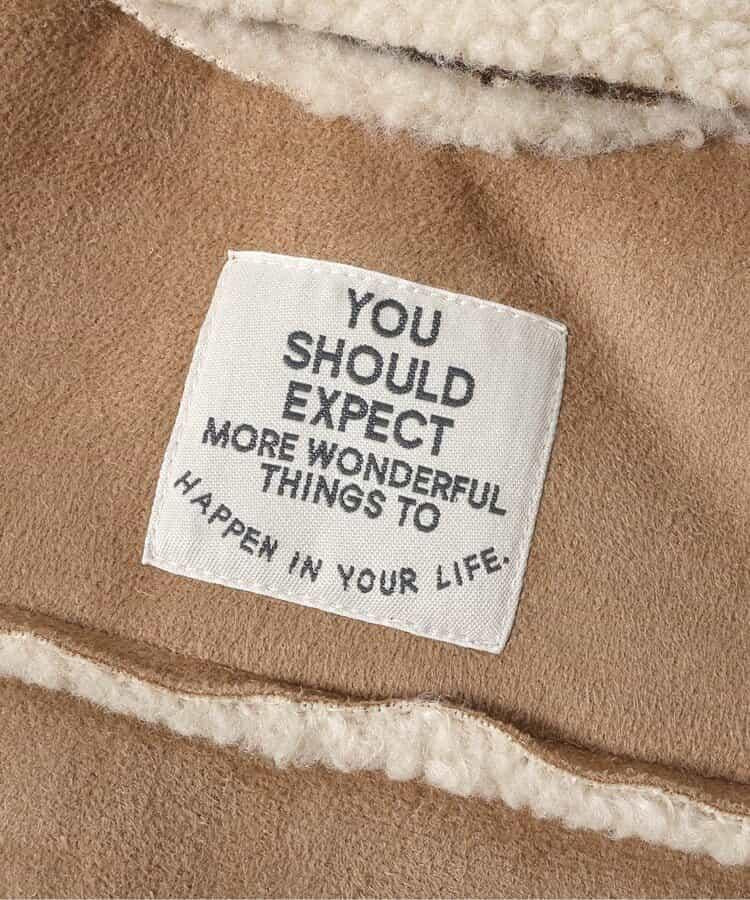 YOU
SHOULD
EXPECT
MORE WONDERFUL
THINGS TO
HAPPEN IN YOUR LIFE.